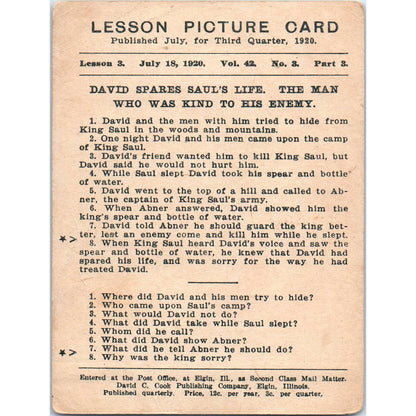 LESSON PICTURE CARD
Published July, for Third Quarter, 1920.
Lesson 3. July 18, 1920. Vol. 42. No. 3. Part 3.
DAVID SPARES SAUL'S LIFE. THE MAN
WHO WAS KIND TO HIS ENEMY.
1. David and the men with him tried to hide from
King Saul in the woods and mountains.
2. One night David and his men came upon the camp
of King Saul.
3. David's friend wanted him to kill King Saul, but
David said he would not hurt him.
4. While Saul slept David took his spear and bottle
of water.
5. David went to the top of a hill and called to Ab-
ner, the captain of King Saul's army.
6. When Abner answered, David showed him the
king's spear and bottle of water.
7. David told Abner he should guard the king bet-
ter, lest an enemy come and kill him while he slept.
8. When King Saul heard David's voice and saw the
spear and bottle of water, he knew that David had
spared his life, and was sorry for the way he had
treated David.
1. Where did David and his men try to hide?
2. Who came upon Saul's camp?
3. What would David not do?
4. What did David take while Saul slept?
5. Whom did he call?
6. What did David show Abner?
7. What did he tell Abner he should do?
8. Why was the king sorry?
Entered at the Post Office, at Elgin, Ill., as Second Class Mail Matter.
David C. Cook Publishing Company, Elgin, Illinois.
Published quarterly. Price, 12c. per year, 3c. per quarter.